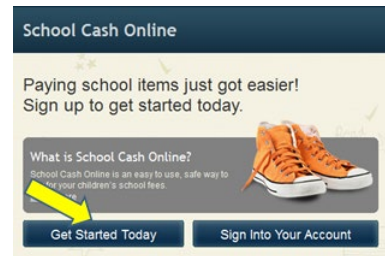 School Cash Online
Paying school items just got easier!
Sign up to get started today.
What is School Cash Online?
School Cash Online is an easy to use, safe way to
for your children's school fees.
Get Started Today
Sign Into Your Account